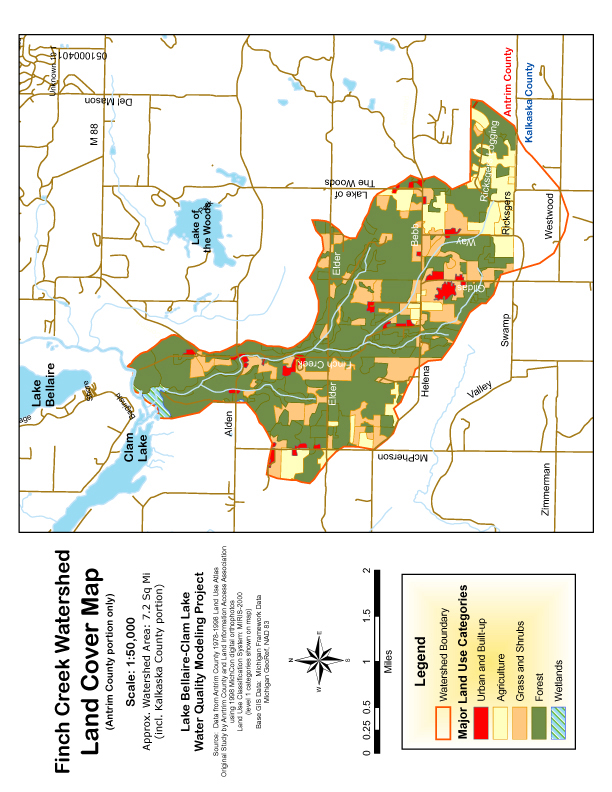 Finch Creek Watershed
Land Cover Map
(Antrim County portion only)
Scale: 1:50,000
Approx. Watershed Area: 7.2 Sq Mi
(incl. Kalkaska County portion)
Lake Bellaire-Clam Lake
Water Quality Modeling Project
Source: Data from Antrim County 1978-1998 Land Use Atlas
Original Study by Antrim County and Land Information Access Association
using 1998 MichCon digital orthophotos
Land Use Classification System: MIRIS-2000
(level 1 categories shown on map)
Base GIS Data: Michigan Framework Data
Michigan GeoRef, NAD 83
N
W
E
S
0 0.25 0.5 1 1.5 2
Miles
Legend
Watershed Boundary
Major Land Use Categories
Urban and Built-up
Agriculture
Grass and Shrubs
Forest
Wetlands
Lake
Bellaire
Clam
Lake
Alden
McPherson
Zimmerman
Valley
Helena
Swamp
Elder
Finch Creek
Elder
Bebb
Gilda
Way
Lake of
The Woods
Lake of
the Woods
M 88
Del Mason
051000401
Ricksgers
Westwood
Logging
Antrim County
Kalkaska County